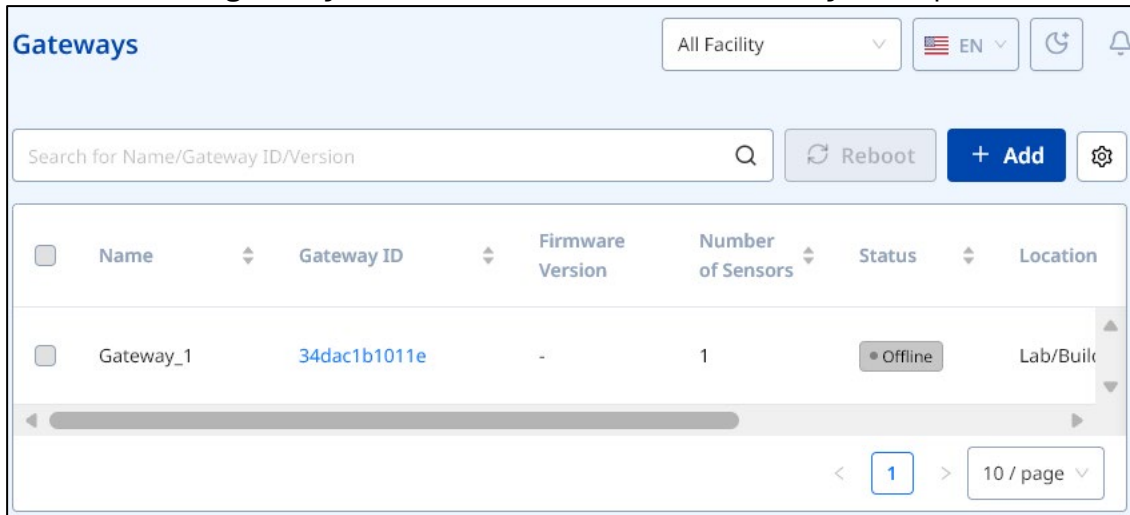 Gateways
All Facility
EN
Search for Name/Gateway ID/Version
Reboot
+ Add
Name
Gateway ID
Firmware
Version
Number
of Sensors
Status
Location
Gateway_1
34dac1b1011e
-
1
Offline
< 1 >
10 / page